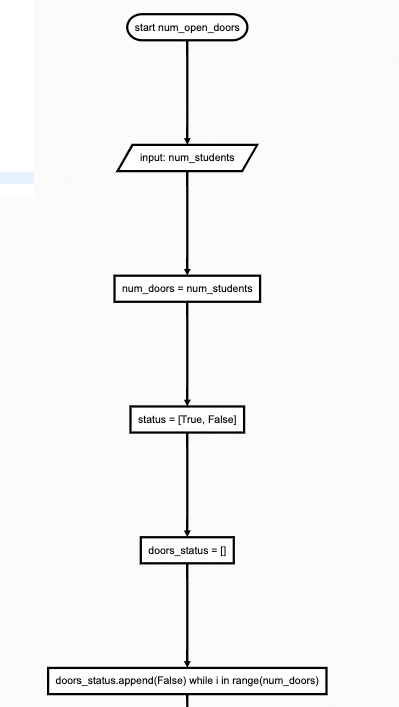 start num_open_doors
input: num_students
num_doors = num_students
status = [True, False]
doors_status = []
doors_status.append(False) while i in range(num_doors)